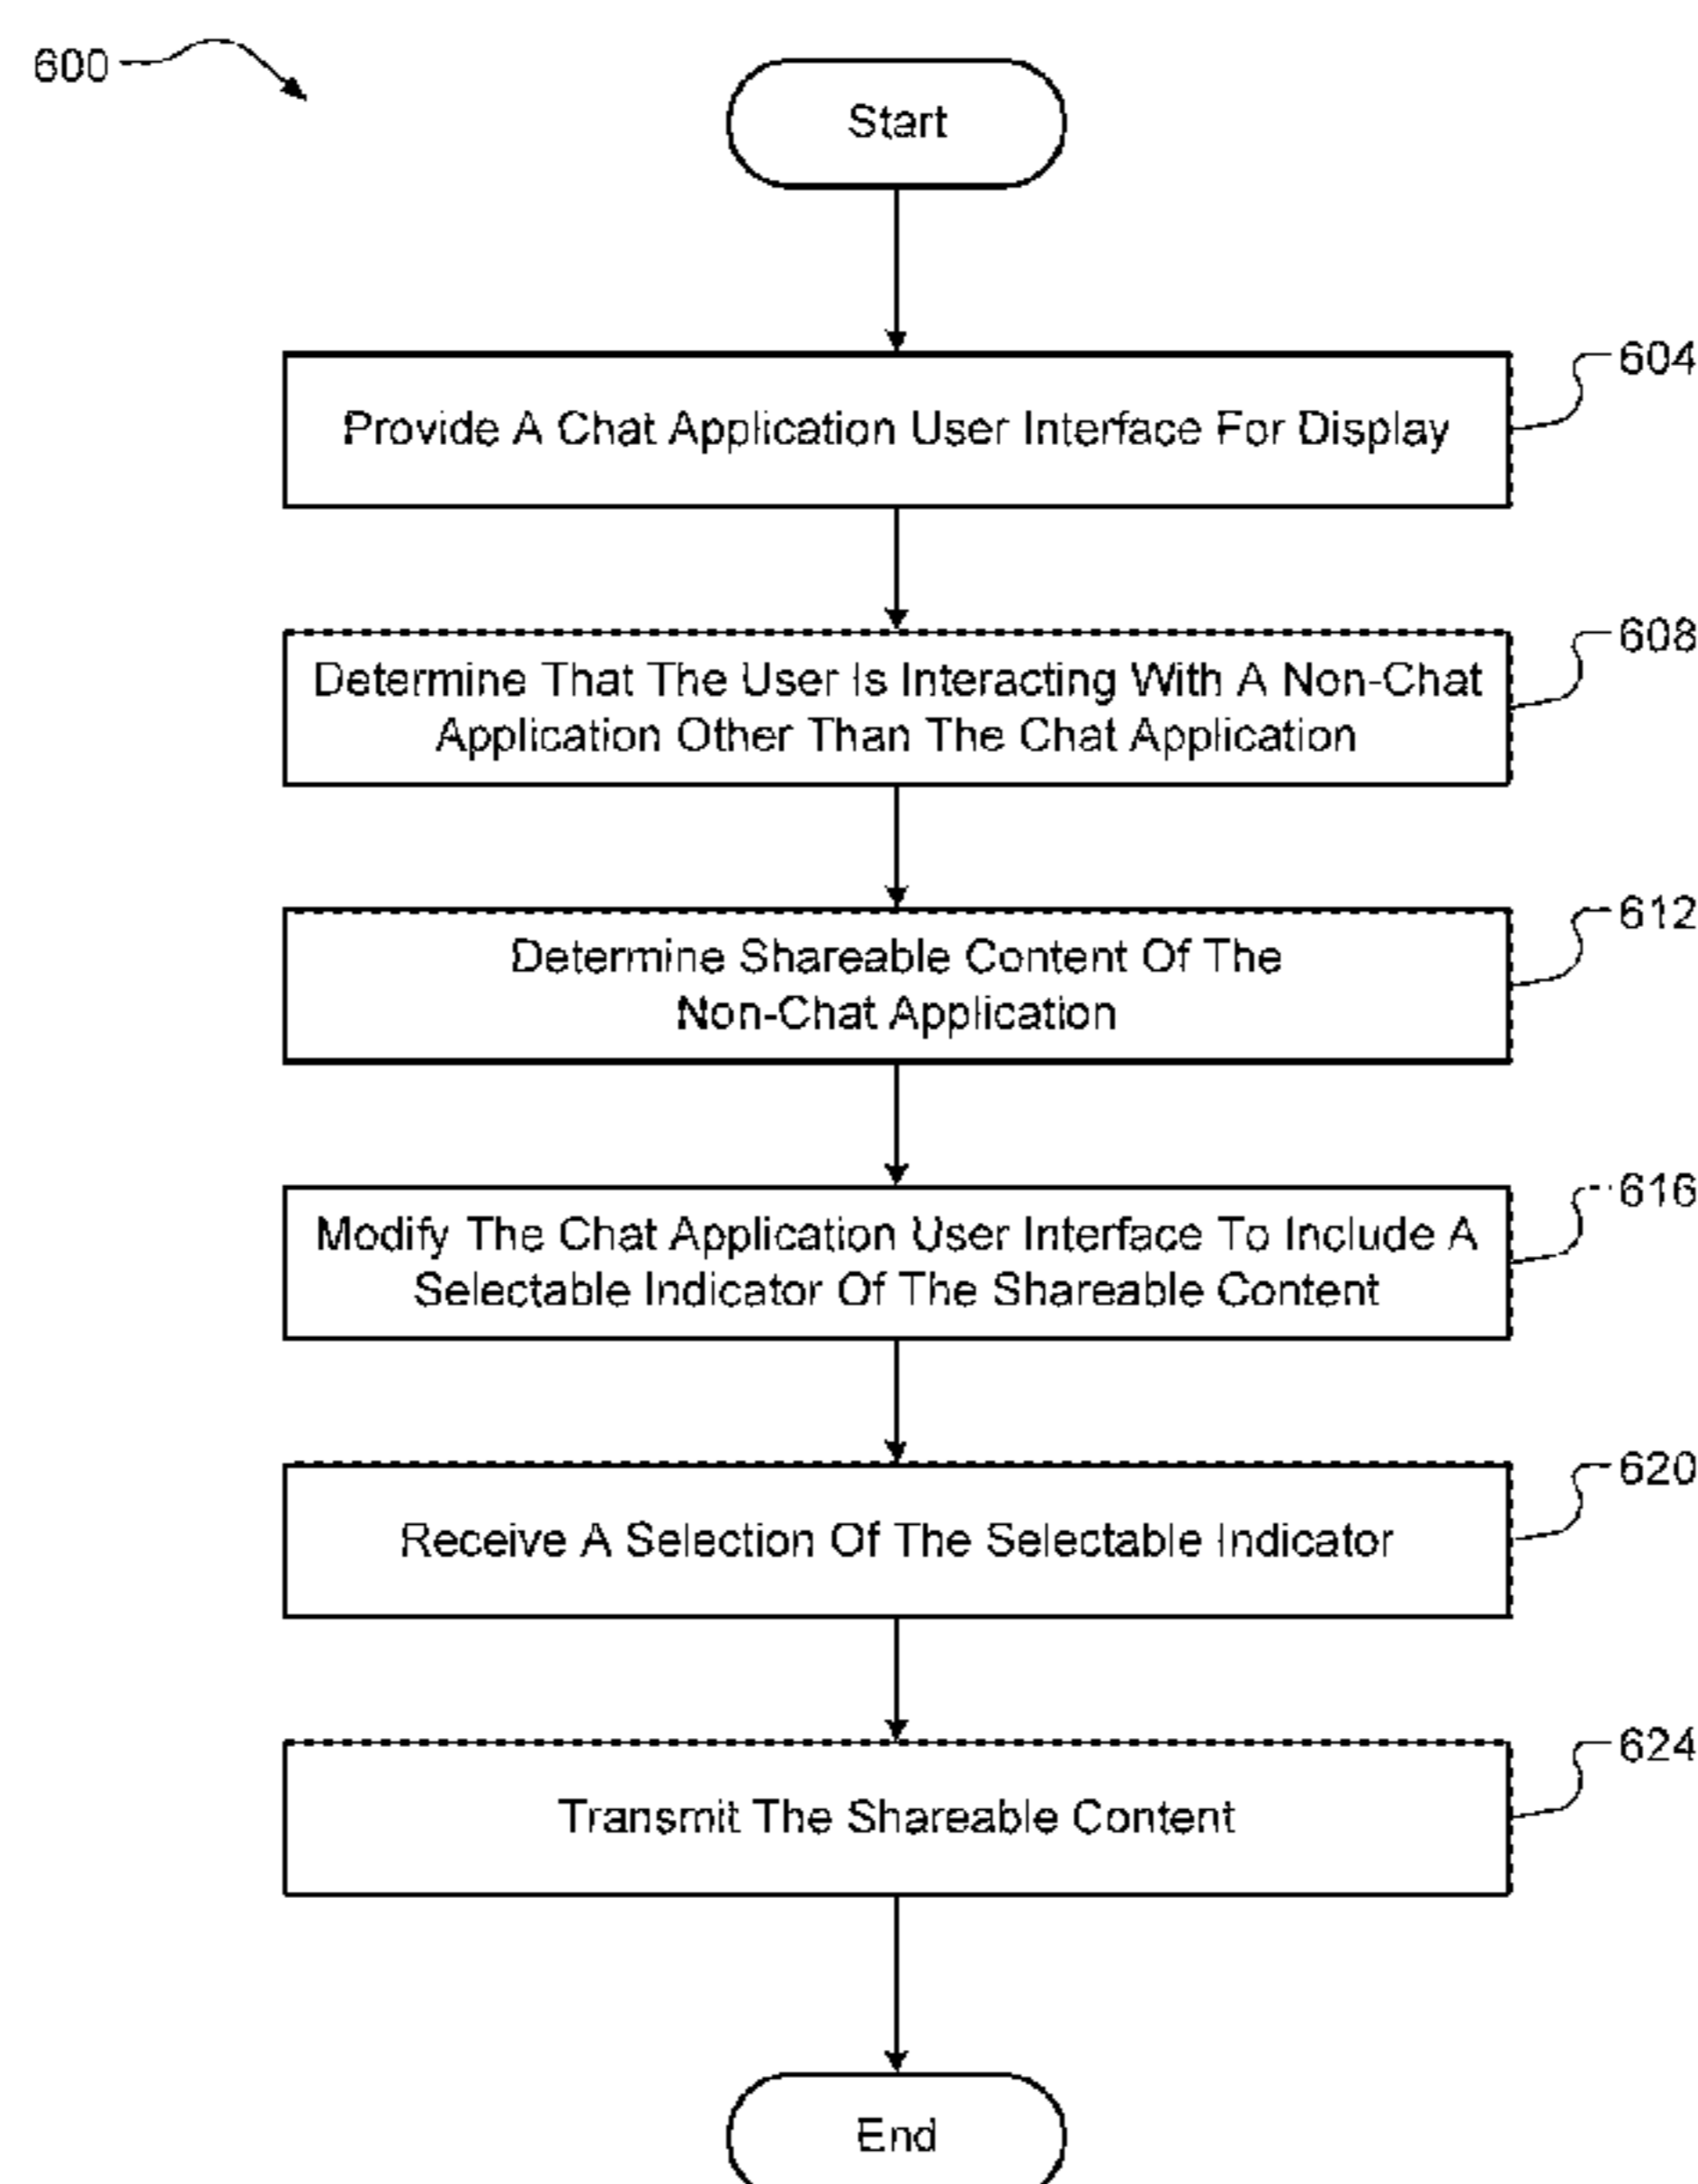 600
Start
604
Provide A Chat Application User Interface For Display
608
Determine That The User Is Interacting With A Non-Chat
Application Other Than The Chat Application
612
Determine Shareable Content Of The
Non-Chat Application
616
Modify The Chat Application User Interface To Include A
Selectable Indicator Of The Shareable Content
620
Receive A Selection Of The Selectable Indicator
624
Transmit The Shareable Content
End